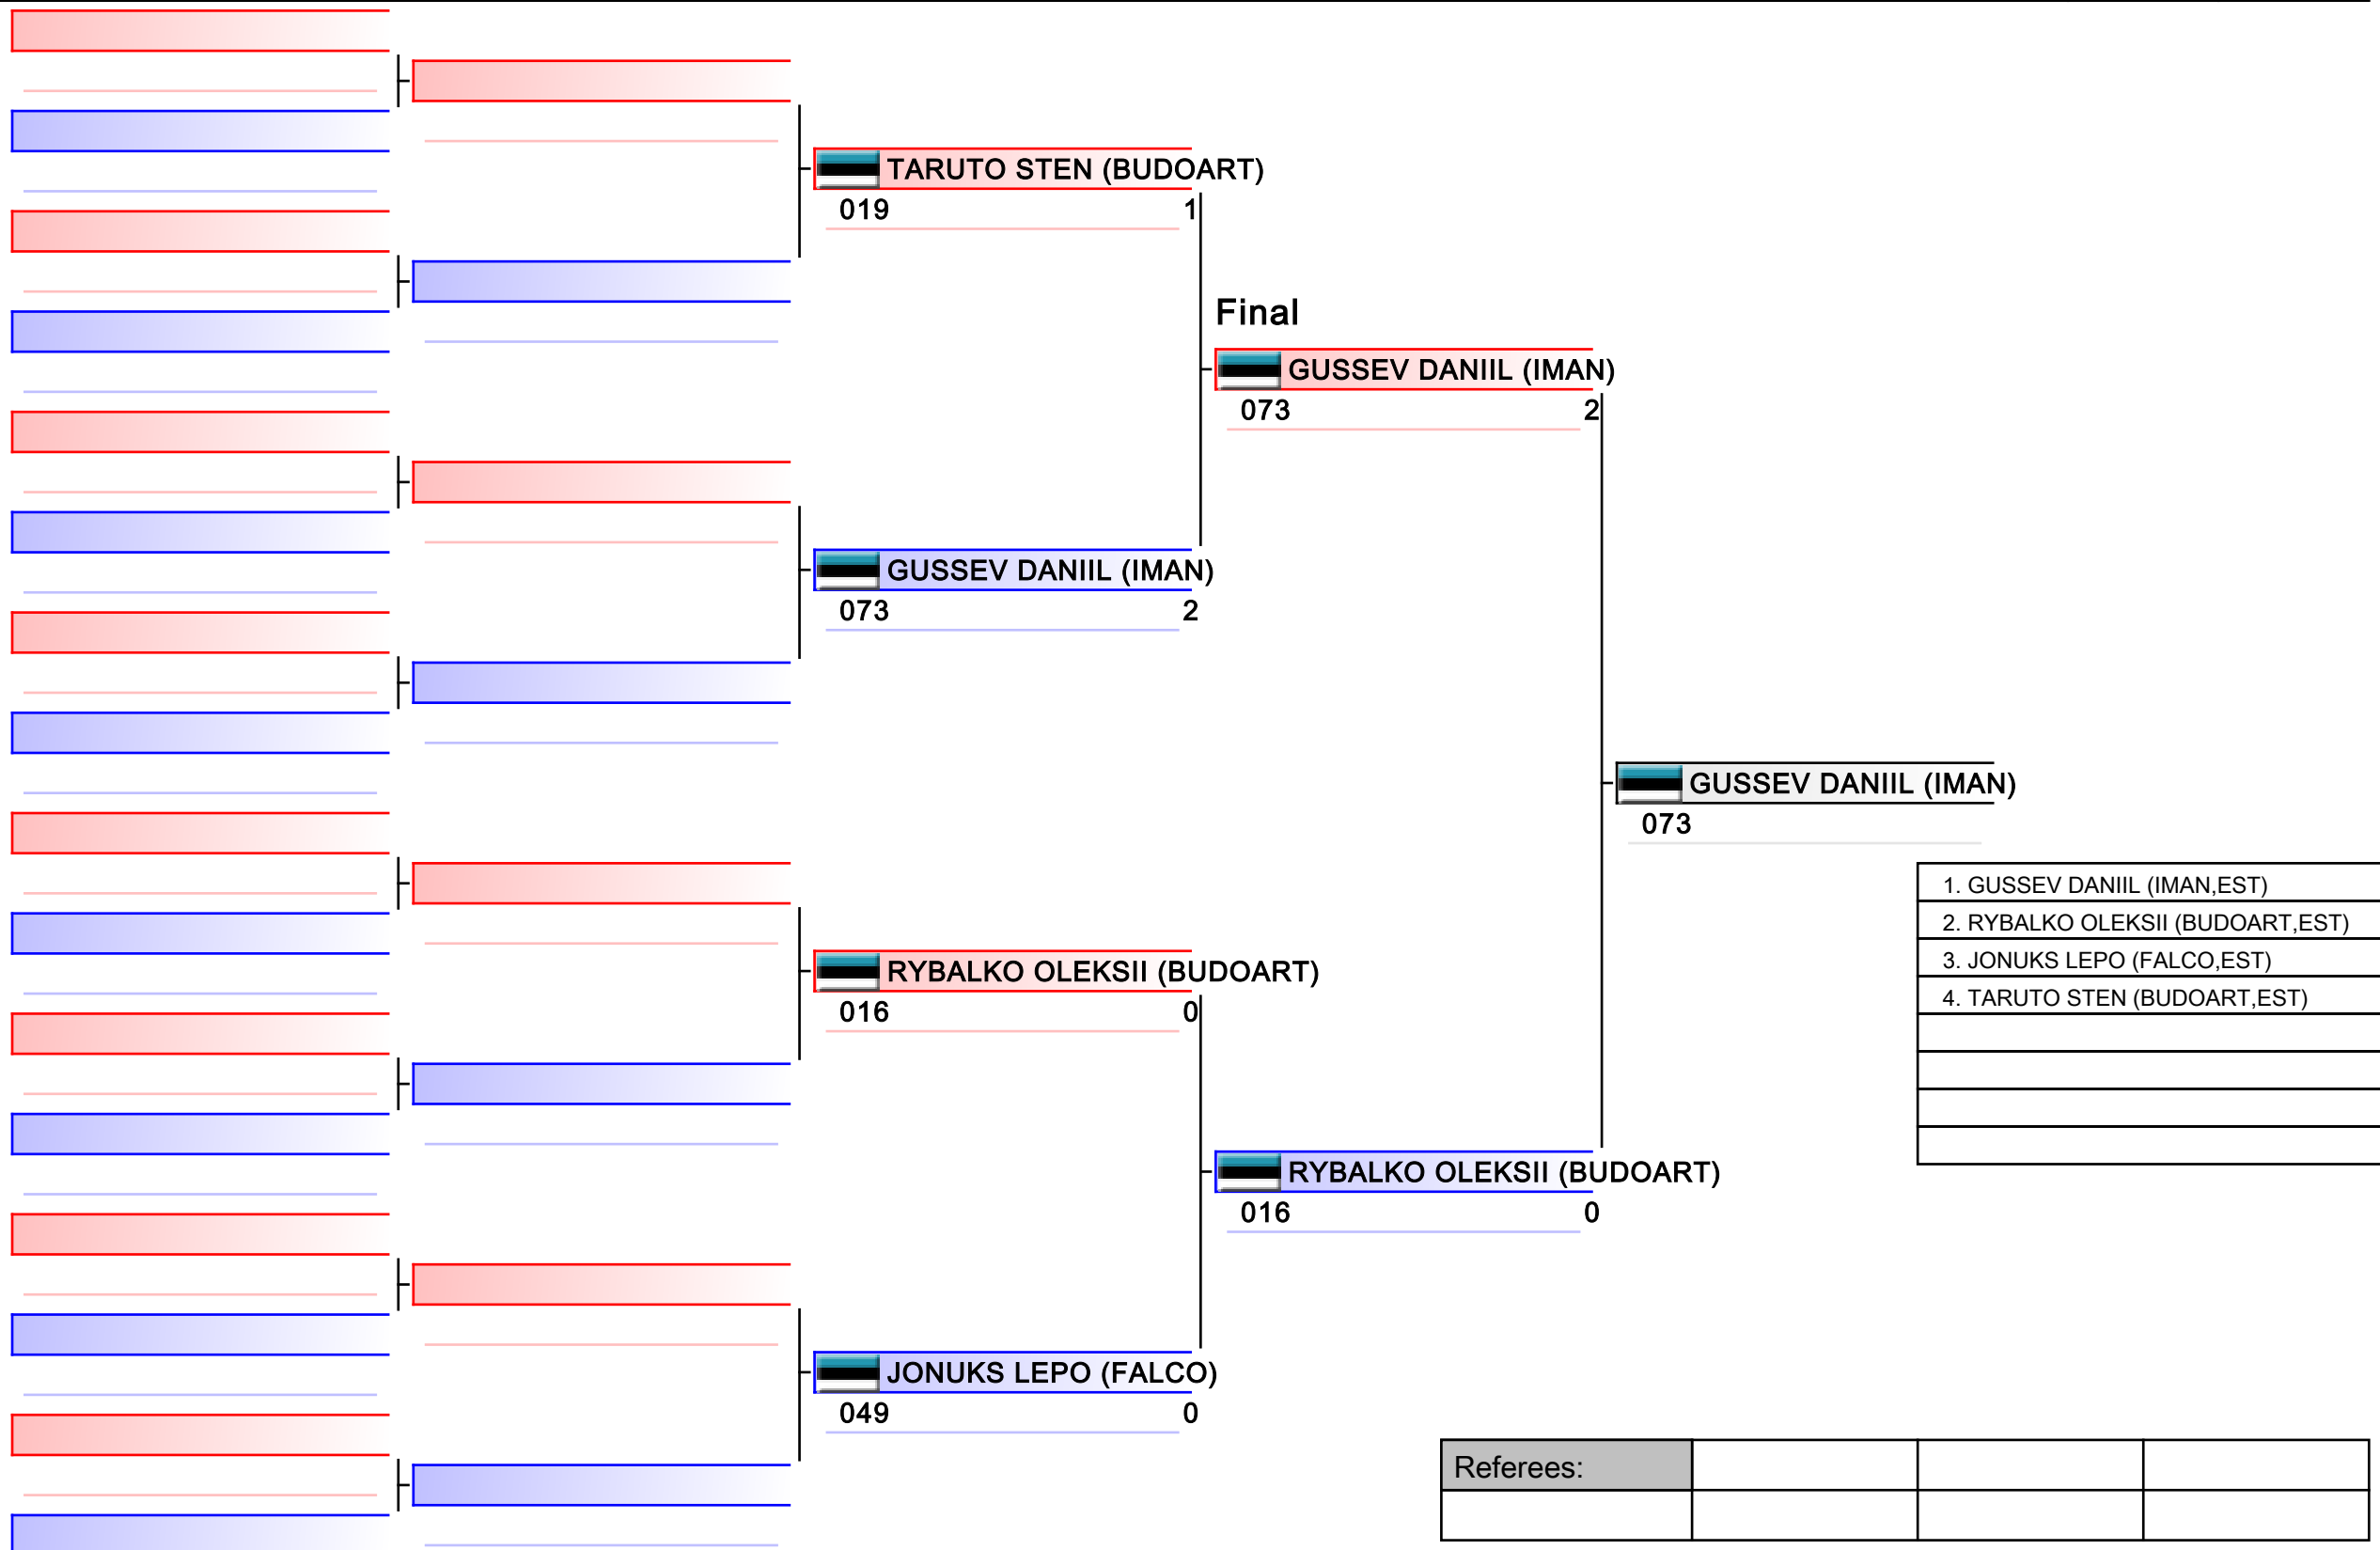 TARUTO STEN (BUDOART)
019 1
Final
GUSSEV DANIIL (IMAN)
073 2
GUSSEV DANIIL (IMAN)
073 2
GUSSEV DANIIL (IMAN)
073
1. GUSSEV DANIIL (IMAN,EST)
2. RYBALKO OLEKSII (BUDOART,EST)
3. JONUKS LEPO (FALCO,EST)
4. TARUTO STEN (BUDOART,EST)
RYBALKO OLEKSII (BUDOART)
016 0
RYBALKO OLEKSII (BUDOART)
016 0
JONUKS LEPO (FALCO)
049 0
Referees: